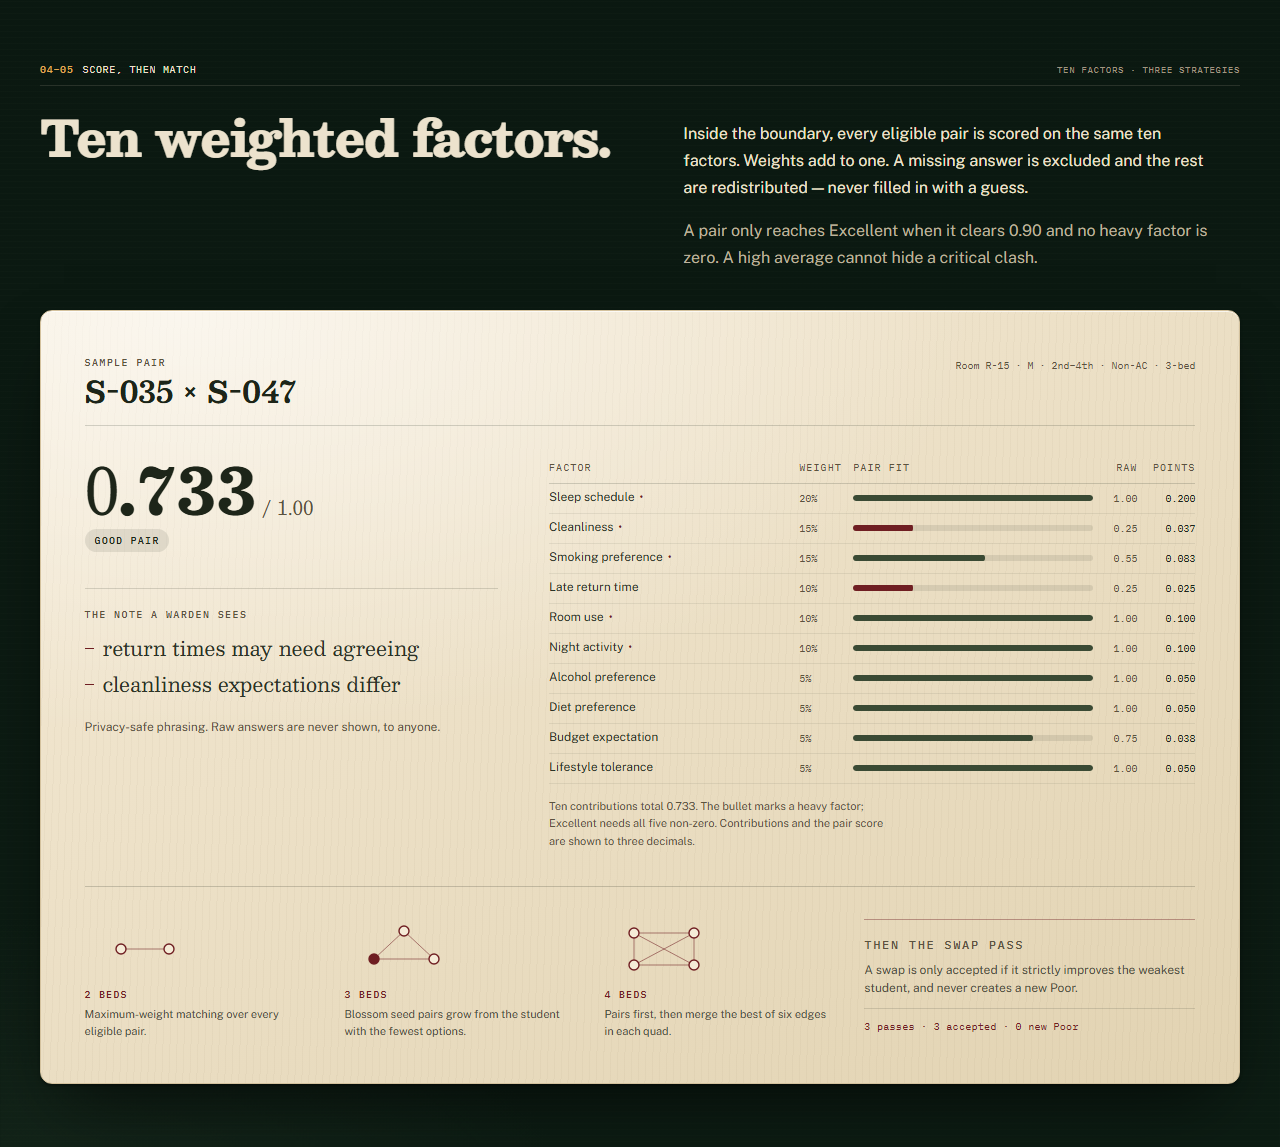 04–05 SCORE, THEN MATCH
TEN FACTORS · THREE STRATEGIES
Ten weighted factors.
Inside the boundary, every eligible pair is scored on the same ten
factors. Weights add to one. A missing answer is excluded and the rest
are redistributed — never filled in with a guess.
A pair only reaches Excellent when it clears 0.90 and no heavy factor is
zero. A high average cannot hide a critical clash.
SAMPLE PAIR
S-035 × S-047
Room R-15 · M · 2nd–4th · Non-AC · 3-bed
0.733 / 1.00
GOOD PAIR
THE NOTE A WARDEN SEES
– return times may need agreeing
– cleanliness expectations differ
Privacy-safe phrasing. Raw answers are never shown, to anyone.
FACTOR WEIGHT PAIR FIT RAW POINTS
Sleep schedule • 20% 1.00 0.200
Cleanliness • 15% 0.25 0.037
Smoking preference • 15% 0.55 0.083
Late return time 10% 0.25 0.025
Room use • 10% 1.00 0.100
Night activity • 10% 1.00 0.100
Alcohol preference 5% 1.00 0.050
Diet preference 5% 1.00 0.050
Budget expectation 5% 0.75 0.038
Lifestyle tolerance 5% 1.00 0.050
Ten contributions total 0.733. The bullet marks a heavy factor;
Excellent needs all five non-zero. Contributions and the pair score
are shown to three decimals.
2 BEDS
Maximum-weight matching over every
eligible pair.
3 BEDS
Blossom seed pairs grow from the student
with the fewest options.
4 BEDS
Pairs first, then merge the best of six edges
in each quad.
THEN THE SWAP PASS
A swap is only accepted if it strictly improves the weakest
student, and never creates a new Poor.
3 passes · 3 accepted · 0 new Poor